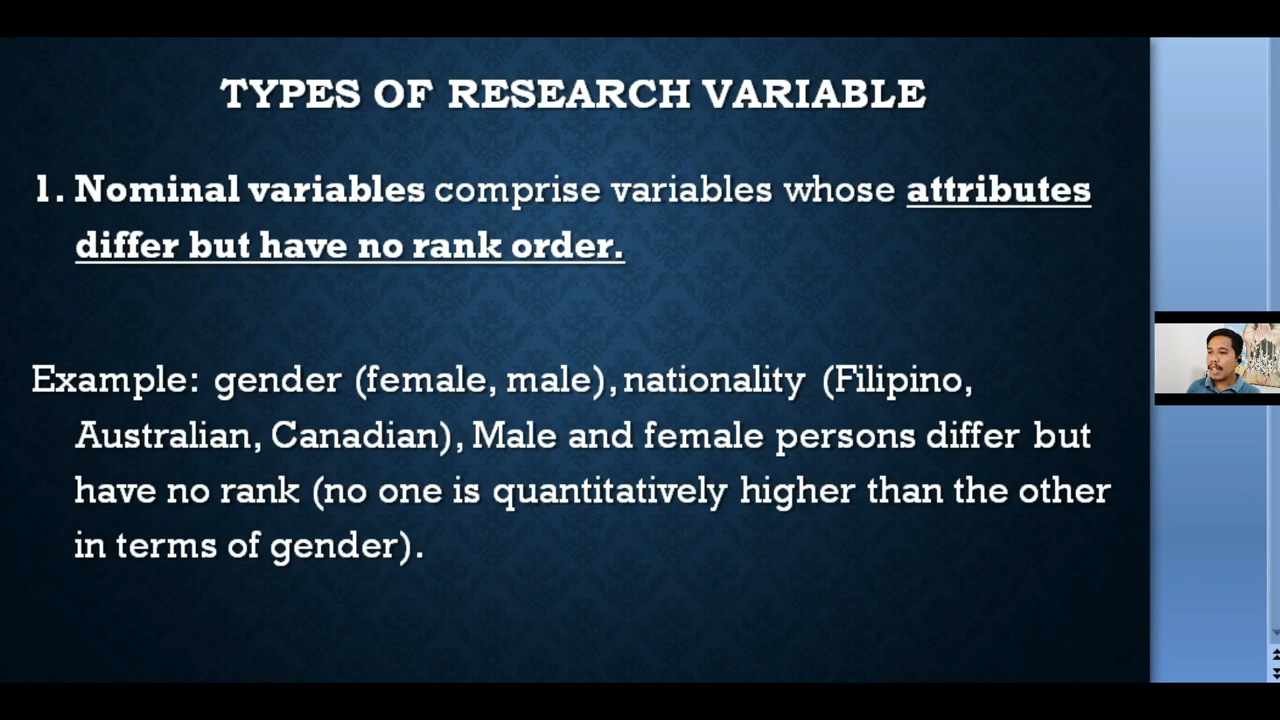 TYPES OF RESEARCH VARIABLE
1. Nominal variables comprise variables whose attributes
differ but have no rank order.
Example: gender (female, male), nationality (Filipino,
Australian, Canadian), Male and female persons differ but
have no rank (no one is quantitatively higher than the other
in terms of gender).